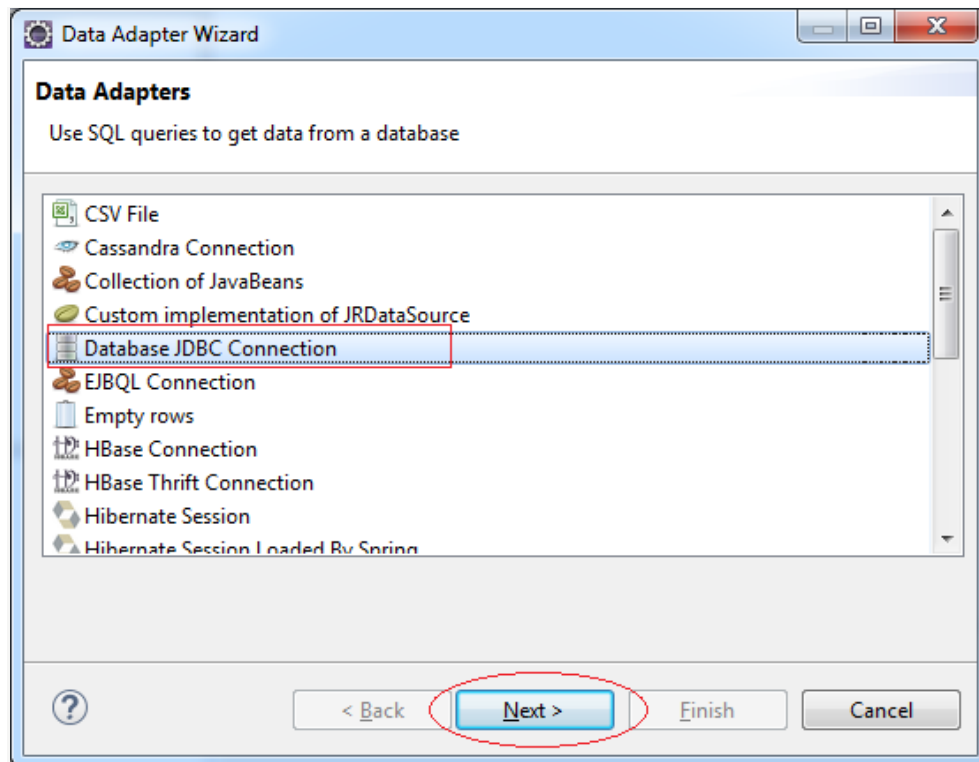 Data Adapter Wizard
Data Adapters
Use SQL queries to get data from a database
CSV File
Cassandra Connection
Collection of JavaBeans
Custom implementation of JRDataSource
Database JDBC Connection
EJBQL Connection
Empty rows
HBase Connection
HBase Thrift Connection
Hibernate Session
Hibernate Session Loaded By Spring
< Back Next > Finish Cancel